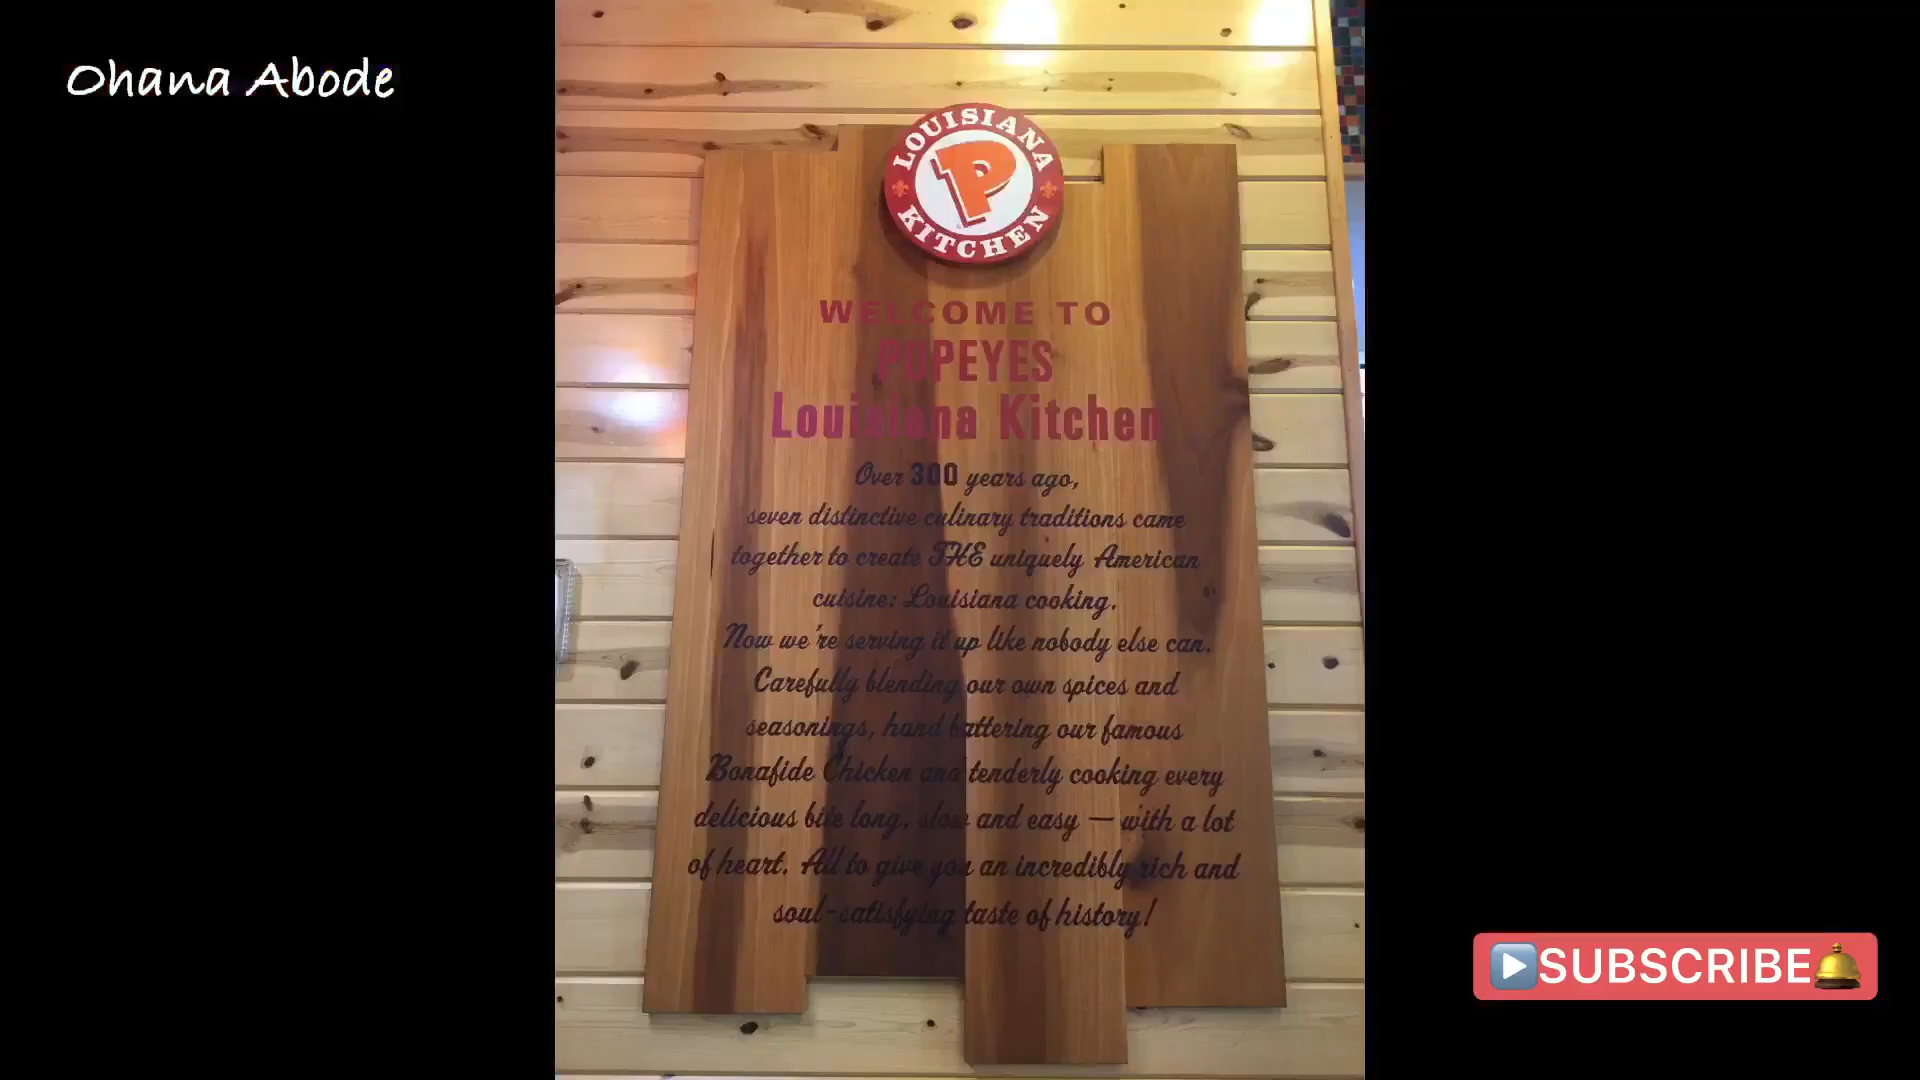 Ohana Abode
LOUISIANA
P
KITCHEN
WELCOME TO
POPEYES
Louisiana Kitchen
Over 300 years ago,
seven distinctive culinary traditions came
together to create THE uniquely American
cuisine: Louisiana cooking.
Now we're serving it up like nobody else can.
Carefully blending our own spices and
seasonings, hand battering our famous
Bonafide Chicken and tenderly cooking every
delicious bite long, slow and easy — with a lot
of heart. All to give you an incredibly rich and
soul-satisfying taste of history!
SUBSCRIBE